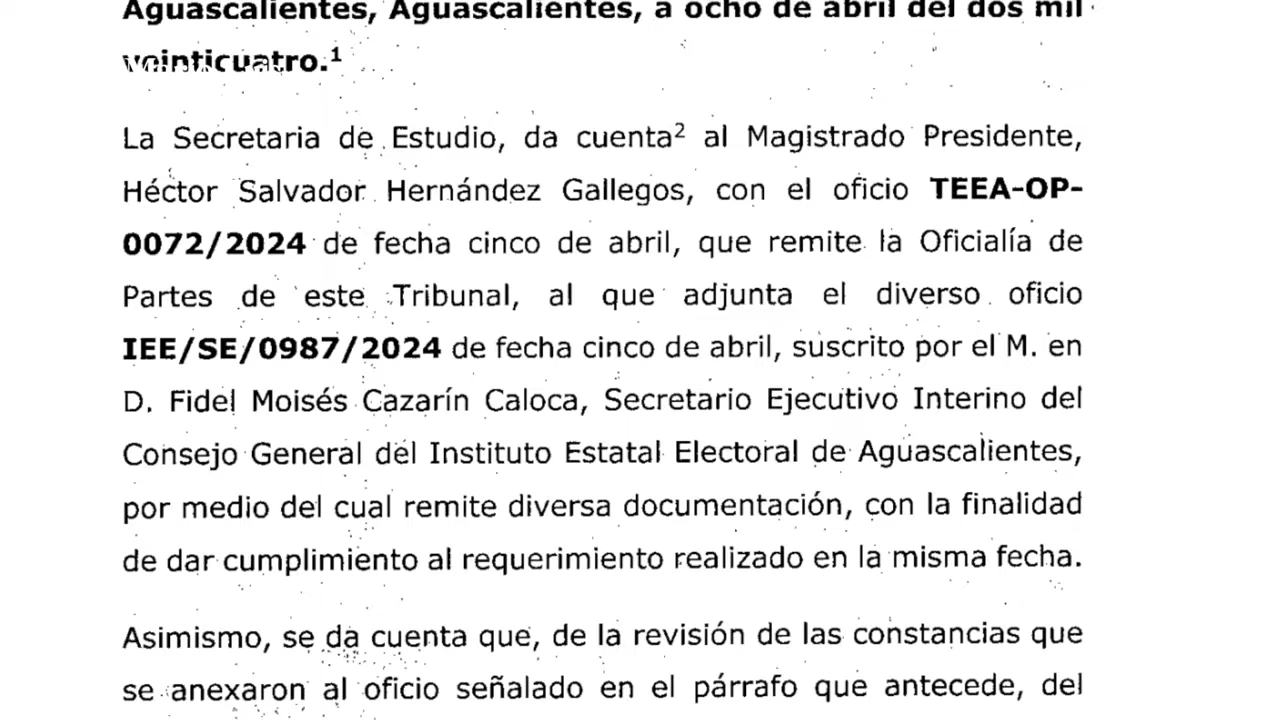 Aguascalientes, Aguascalientes, a ocho de abril del dos mil
veinticuatro.¹
La Secretaria de Estudio, da cuenta² al Magistrado Presidente,
Héctor Salvador Hernández Gallegos, con el oficio TEEA-OP-
0072/2024 de fecha cinco de abril, que remite la Oficialía de
Partes de este Tribunal, al que adjunta el diverso oficio
IEE/SE/0987/2024 de fecha cinco de abril, suscrito por el M. en
D. Fidel Moisés Cazarín Caloca, Secretario Ejecutivo Interino del
Consejo General del Instituto Estatal Electoral de Aguascalientes,
por medio del cual remite diversa documentación, con la finalidad
de dar cumplimiento al requerimiento realizado en la misma fecha.
Asimismo, se da cuenta que, de la revisión de las constancias que
se anexaron al oficio señalado en el párrafo que antecede, del